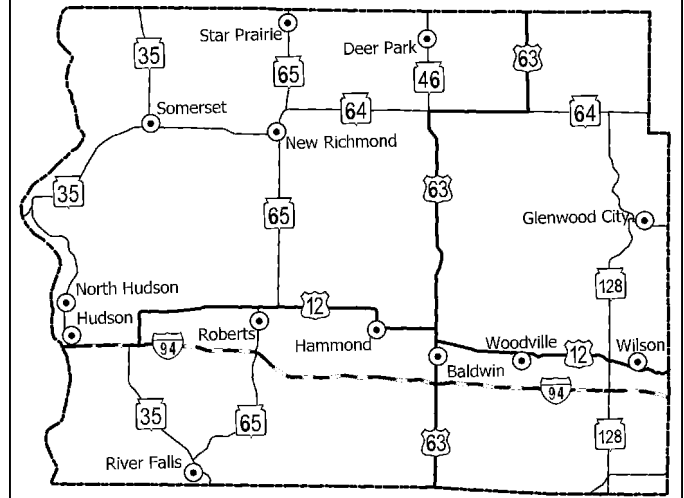 Star Prairie
35
65
Deer Park
46
63
Somerset
64
64
New Richmond
35
65
63
Glenwood City
128
North Hudson
Hudson
12
Roberts
Hammond
94
Woodville
12
Wilson
Baldwin
94
35
65
63
128
River Falls